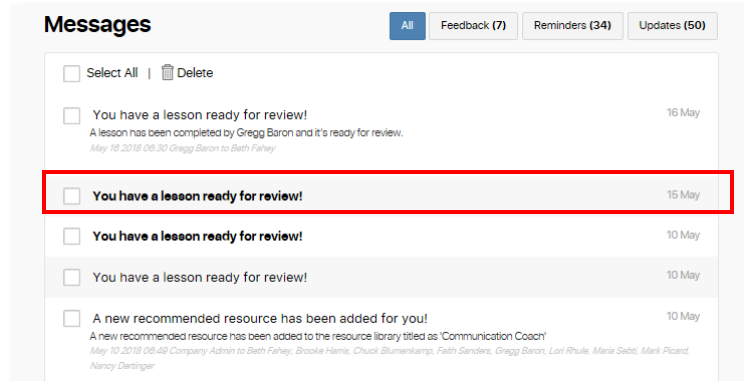 Messages
All Feedback (7) Reminders (34) Updates (50)
Select All | Delete
You have a lesson ready for review! 16 May
A lesson has been completed by Gregg Baron and it's ready for review.
May 16 2018 06:30 Gregg Baron to Beth Fahey
You have a lesson ready for review! 15 May
You have a lesson ready for review! 10 May
You have a lesson ready for review! 10 May
A new recommended resource has been added for you! 10 May
A new recommended resource has been added to the resource library titled as 'Communication Coach'
May 10 2018 06:49 Company Admin to Beth Fahey, Brooke Harris, Chuck Blumenkamp, Faith Sanders, Gregg Baron, Lori Rhule, Maria Sebti, Mark Picard,
Nancy Dertinger